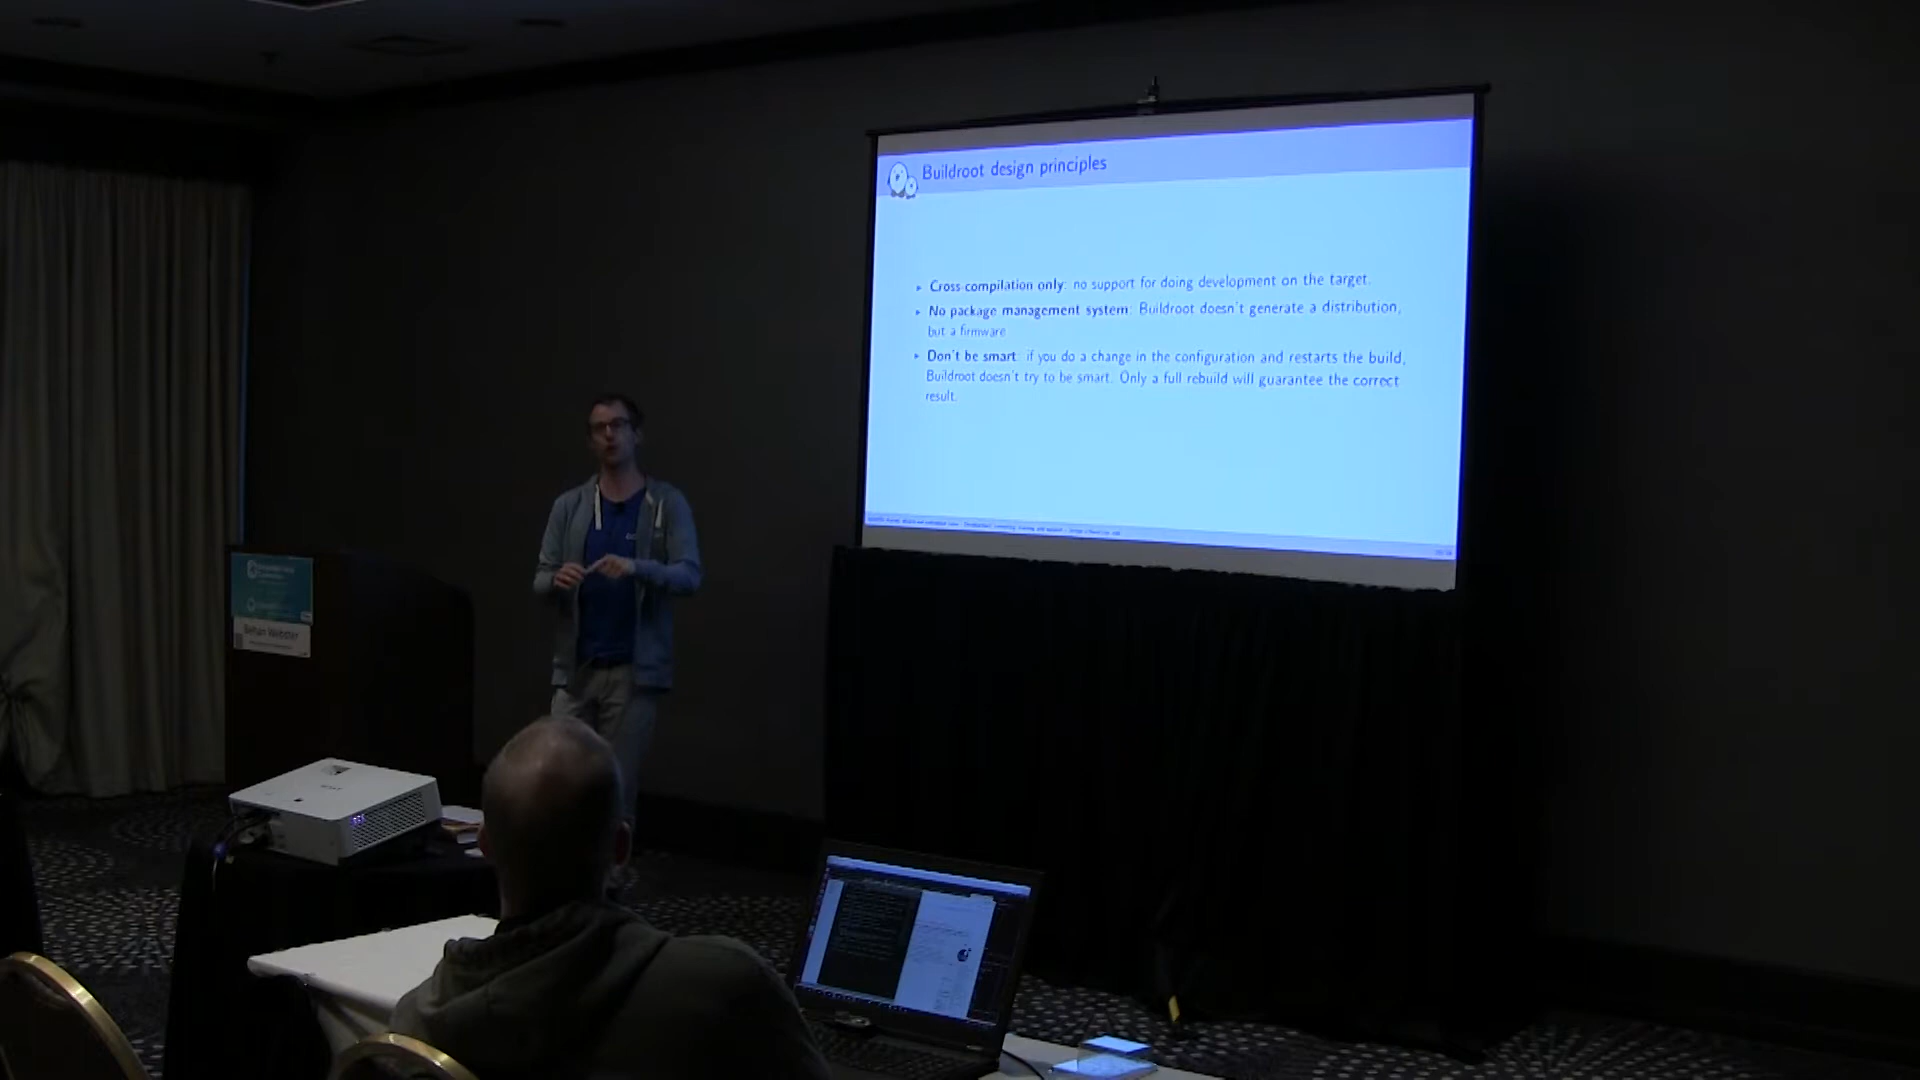 Buildroot design principles
Cross-compilation only: no support for doing development on the target.
No package management system: Buildroot doesn't generate a distribution,
but a firmware
Don't be smart: if you do a change in the configuration and restarts the build,
Buildroot doesn't try to be smart. Only a full rebuild will guarantee the correct
result.
Behan Webster